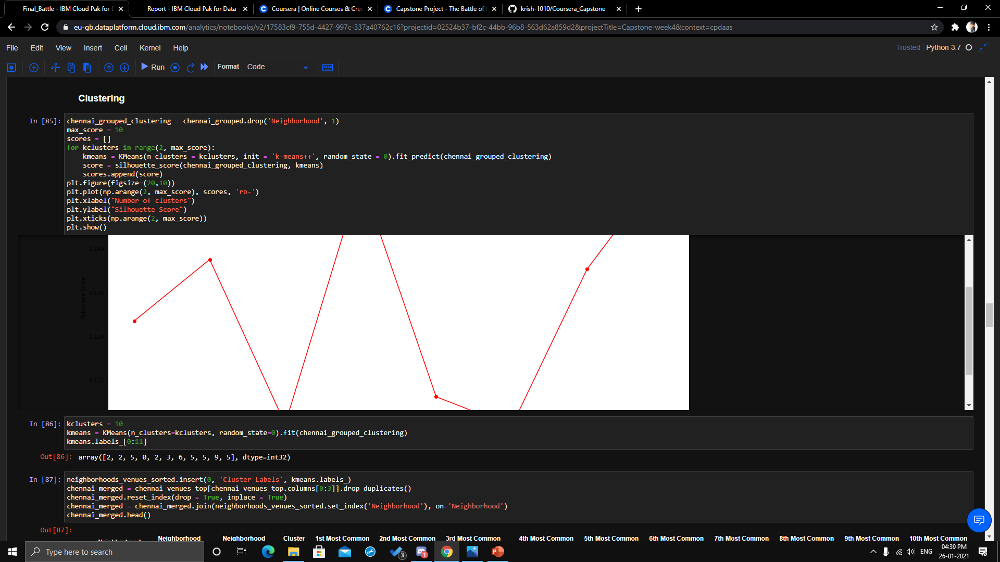 Final_Battle - IBM Cloud Pak for D
Report - IBM Cloud Pak for Data
Coursera | Online Courses & Cre
Capstone Project - The Battle of
krish-1010/Coursera_Capstone
eu-gb.dataplatform.cloud.ibm.com/analytics/notebooks/v2/17583cf9-755d-4427-997c-337a40762c16?projectid=02524b37-bf2c-44bb-96b8-563d62a859d2&projectTitle=Capstone-week4&context=cpdaas
File Edit View Insert Cell Kernel Help
Trusted Python 3.7
Run Format Code
Clustering
In [85]:
chennai_grouped_clustering = chennai_grouped.drop('Neighborhood', 1)
max_score = 10
scores = []
for kclusters in range(2, max_score):
    kmeans = KMeans(n_clusters = kclusters, init = 'k-means++', random_state = 0).fit_predict(chennai_grouped_clustering)
    score = silhouette_score(chennai_grouped_clustering, kmeans)
    scores.append(score)
plt.figure(figsize=(20,10))
plt.plot(np.arange(2, max_score), scores, 'ro-')
plt.xlabel("Number of clusters")
plt.ylabel("Silhouette Score")
plt.xticks(np.arange(2, max_score))
plt.show()
Silhouette Score
0.140
0.135
0.130
0.125
In [86]:
kclusters = 10
kmeans = KMeans(n_clusters=kclusters, random_state=0).fit(chennai_grouped_clustering)
kmeans.labels_[0:11]
Out[86]: array([2, 2, 5, 0, 2, 3, 6, 5, 5, 9, 5], dtype=int32)
In [87]:
neighborhoods_venues_sorted.insert(0, 'Cluster Labels', kmeans.labels_)
chennai_merged = chennai_venues_top[chennai_venues_top.columns[0:3]].drop_duplicates()
chennai_merged.reset_index(drop = True, inplace = True)
chennai_merged = chennai_merged.join(neighborhoods_venues_sorted.set_index('Neighborhood'), on='Neighborhood')
chennai_merged.head()
Out[87]:
Neighborhood Neighborhood Neighborhood Cluster 1st Most Common 2nd Most Common 3rd Most Common 4th Most Common 5th Most Common 6th Most Common 7th Most Common 8th Most Common 9th Most Common 10th Most Common
Type here to search
3
1
ENG
04:39 PM
26-01-2021